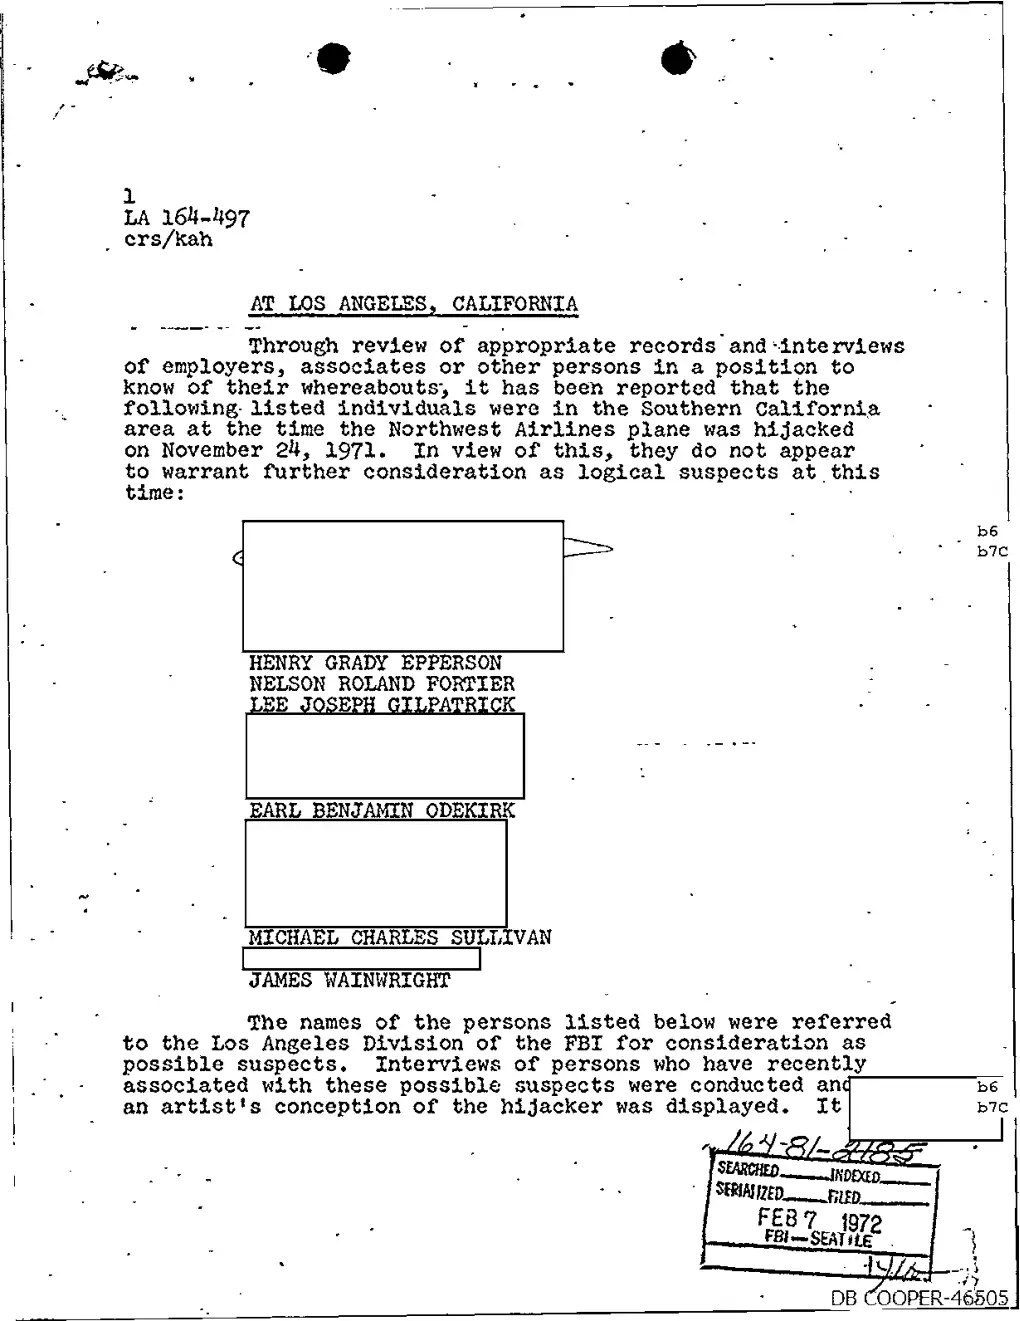 1
LA 164-497
crs/kah
AT LOS ANGELES, CALIFORNIA
Through review of appropriate records and interviews
of employers, associates or other persons in a position to
know of their whereabouts, it has been reported that the
following listed individuals were in the Southern California
area at the time the Northwest Airlines plane was hijacked
on November 24, 1971. In view of this, they do not appear
to warrant further consideration as logical suspects at this
time:
b6
b7C
HENRY GRADY EPPERSON
NELSON ROLAND FORTIER
LEE JOSEPH GILPATRICK
EARL BENJAMIN ODEKIRK
MICHAEL CHARLES SULLIVAN
JAMES WAINWRIGHT
The names of the persons listed below were referred
to the Los Angeles Division of the FBI for consideration as
possible suspects. Interviews of persons who have recently
associated with these possible suspects were conducted and
b6
an artist's conception of the hijacker was displayed. It
b7C
164-81-2185
SEARCHED INDEXED
SERIALIZED FILED
FEB 7 1972
FBI-SEATTLE
DB COOPER-46505